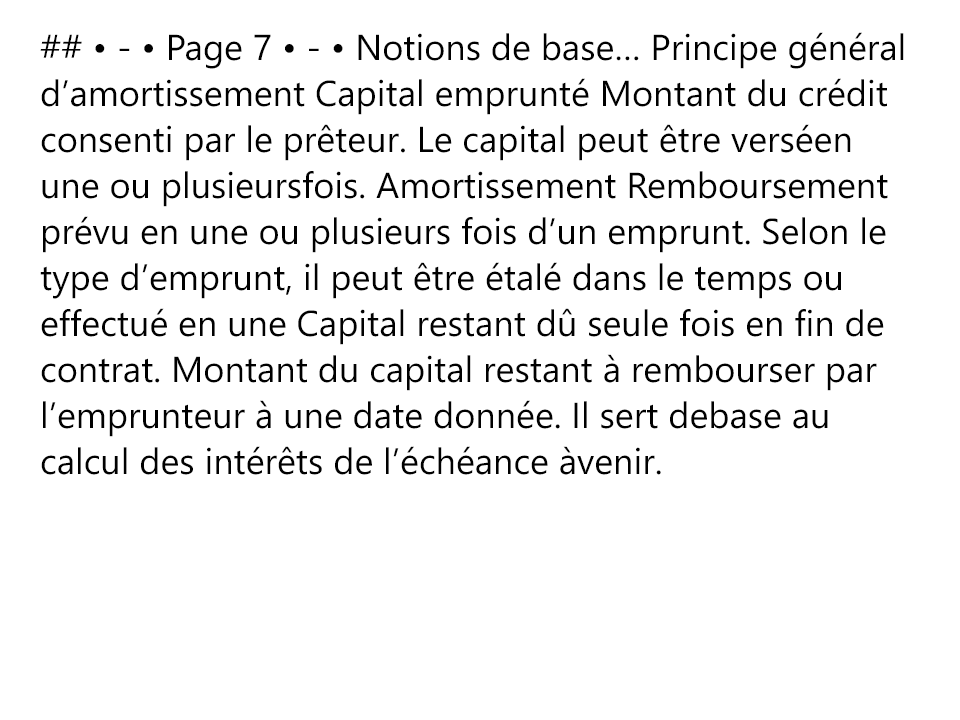 ## • - • Page 7 • - • Notions de base… Principe général
d’amortissement Capital emprunté Montant du crédit
consenti par le prêteur. Le capital peut être verséen
une ou plusieursfois. Amortissement Remboursement
prévu en une ou plusieurs fois d’un emprunt. Selon le
type d’emprunt, il peut être étalé dans le temps ou
effectué en une Capital restant dû seule fois en fin de
contrat. Montant du capital restant à rembourser par
l’emprunteur à une date donnée. Il sert debase au
calcul des intérêts de l’échéance àvenir.